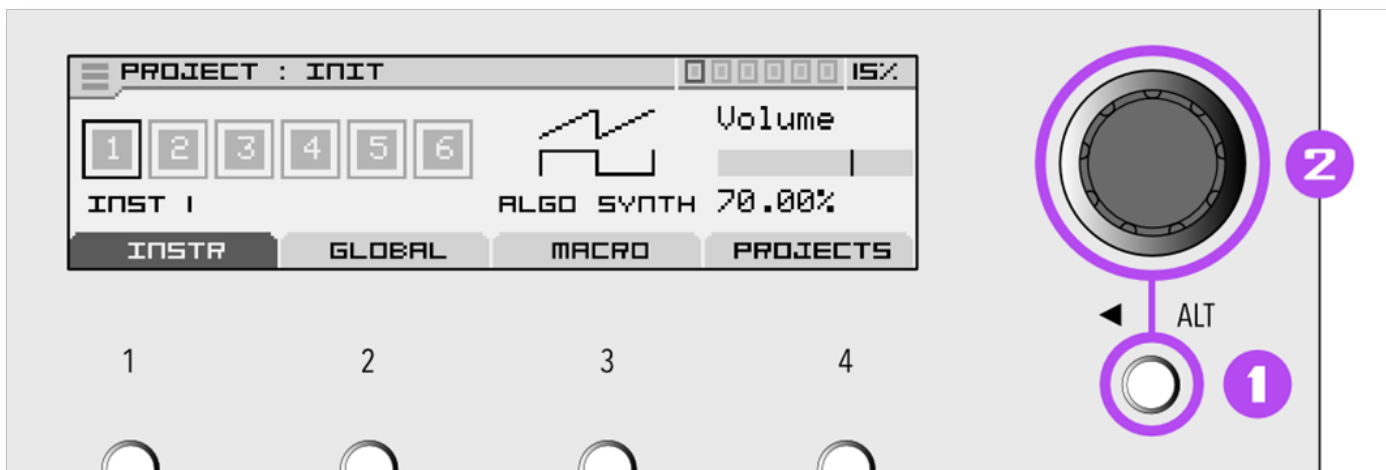 PROJECT : INIT 15%
1 2 3 4 5 6 Volume
INST 1 ALGO SYNTH 70.00%
INSTR GLOBAL MACRO PROJECTS
2
◀ ALT
1 2 3 4
1